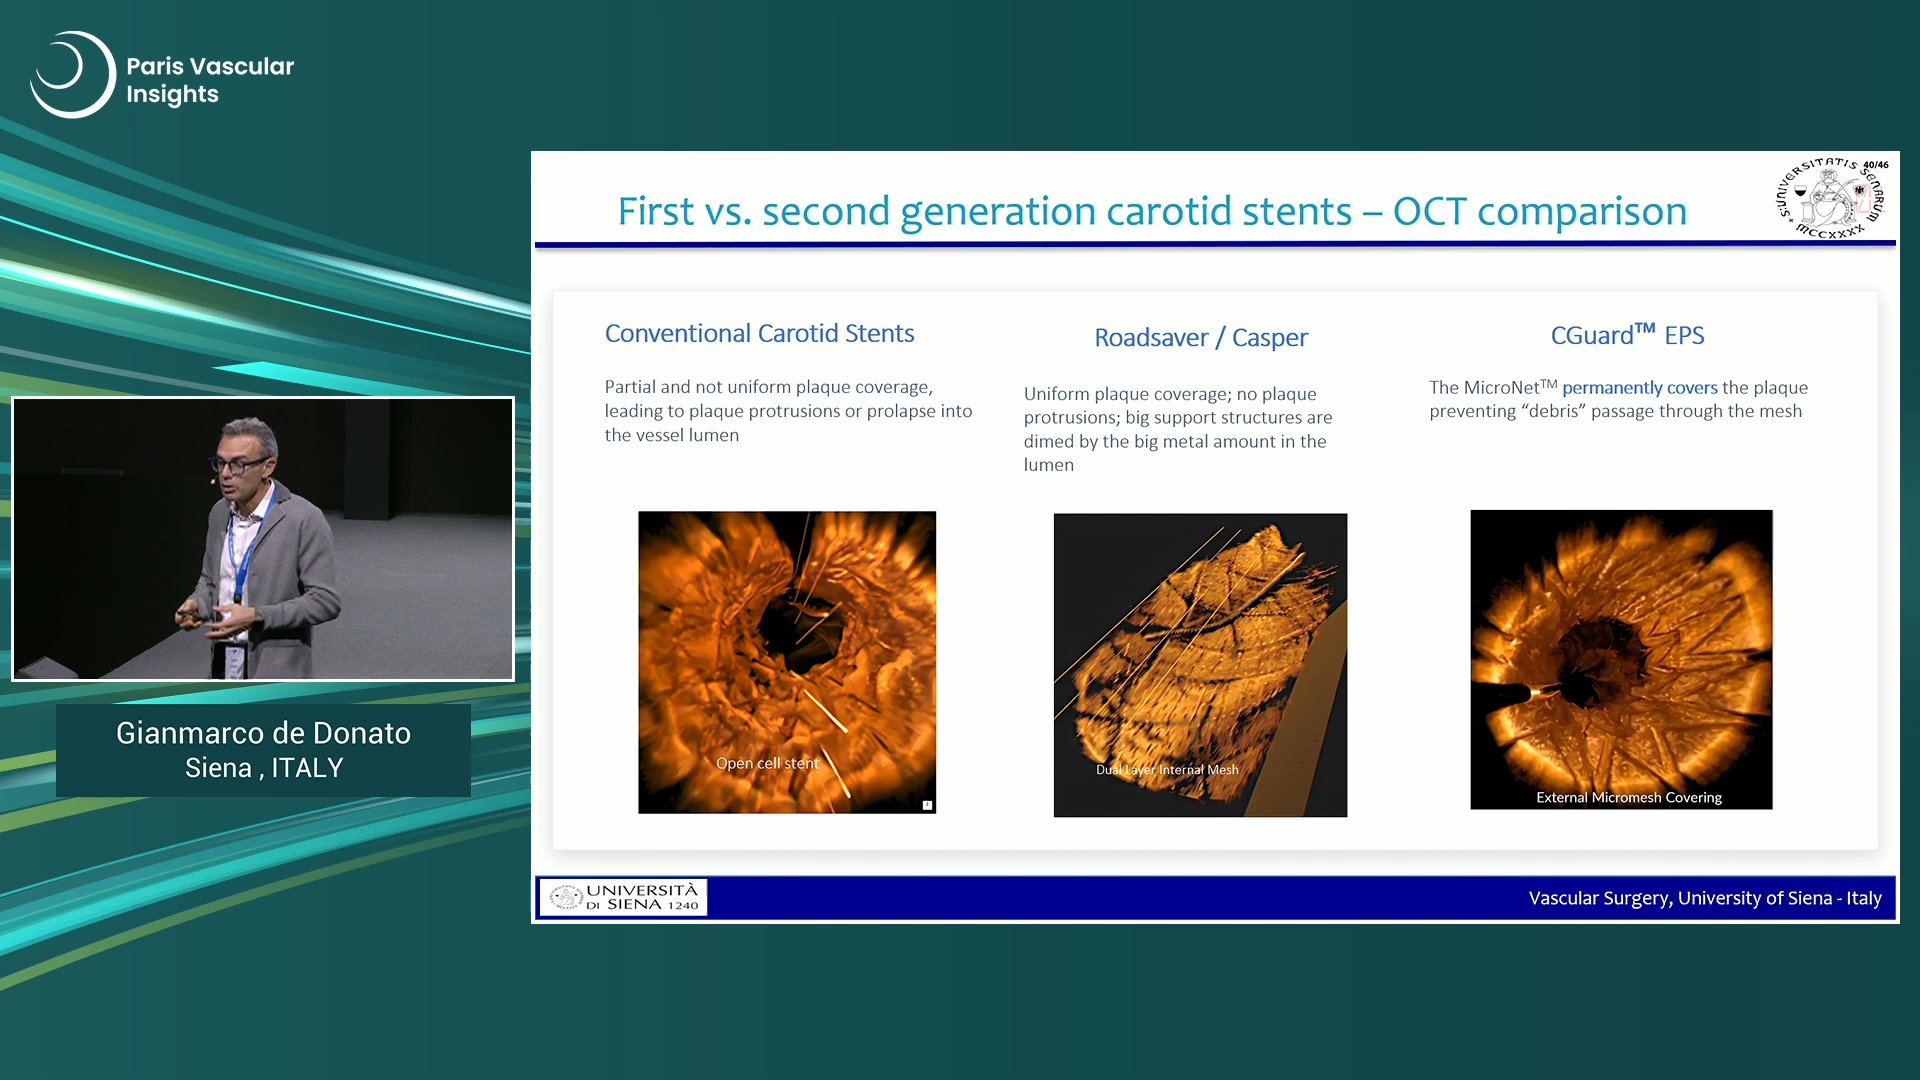 Paris Vascular
Insights
First vs. second generation carotid stents – OCT comparison
S:UNIVERSITATIS SENARUM
MCCXXXX
40/46
Conventional Carotid Stents
Partial and not uniform plaque coverage,
leading to plaque protrusions or prolapse into
the vessel lumen
Open cell stent
Roadsaver / Casper
Uniform plaque coverage; no plaque
protrusions; big support structures are
dimed by the big metal amount in the
lumen
Dual Layer Internal Mesh
CGuard™ EPS
The MicroNet™ permanently covers the plaque
preventing “debris” passage through the mesh
External Micromesh Covering
Gianmarco de Donato
Siena , ITALY
UNIVERSITÀ
DI SIENA 1240
Vascular Surgery, University of Siena - Italy